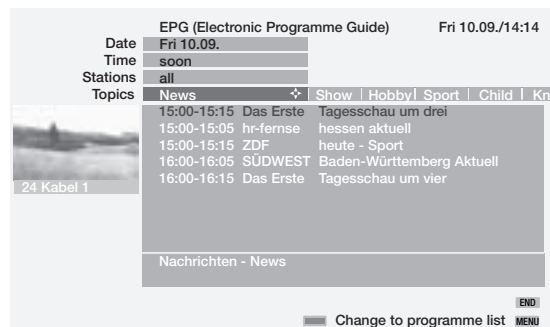 EPG (Electronic Programme Guide) Fri 10.09./14:14
Date Fri 10.09.
Time soon
Stations all
Topics News Show Hobby Sport Child Kn
15:00-15:15 Das Erste Tagesschau um drei
15:00-15:05 hr-fernse hessen aktuell
15:00-15:15 ZDF heute - Sport
16:00-16:05 SÜDWEST Baden-Württemberg Aktuell
16:00-16:15 Das Erste Tagesschau um vier
24 Kabel 1
Nachrichten - News
END
Change to programme list MENU